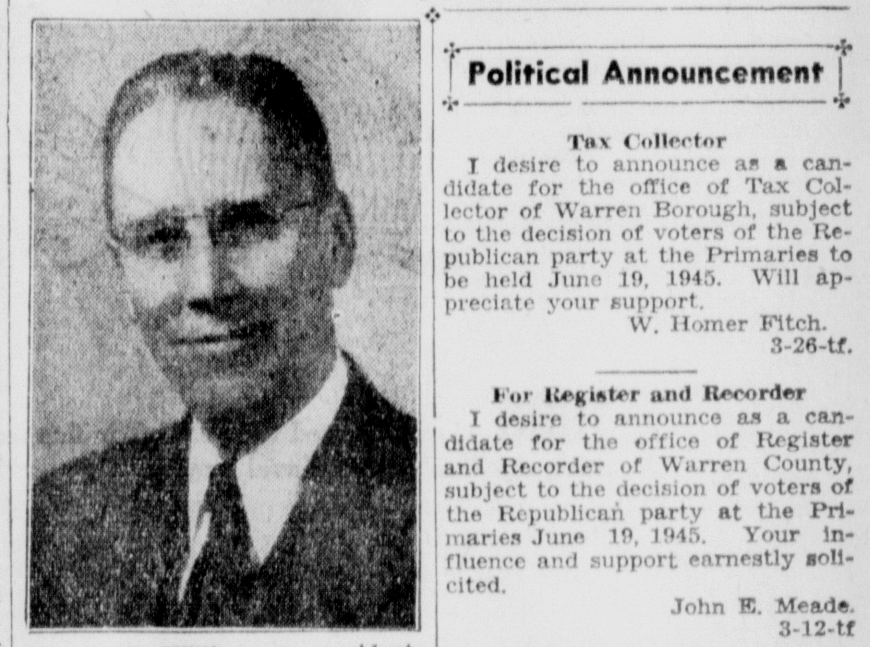 Political Announcement
Tax Collector
I desire to announce as a can-
didate for the office of Tax Col-
lector of Warren Borough, subject
to the decision of voters of the Re-
publican party at the Primaries to
be held June 19, 1945. Will ap-
preciate your support.
W. Homer Fitch.
3-26-tf.
For Register and Recorder
I desire to announce as a can-
didate for the office of Register
and Recorder of Warren County,
subject to the decision of voters of
the Republican party at the Pri-
maries June 19, 1945. Your in-
fluence and support earnestly soli-
cited.
John E. Meade.
3-12-tf